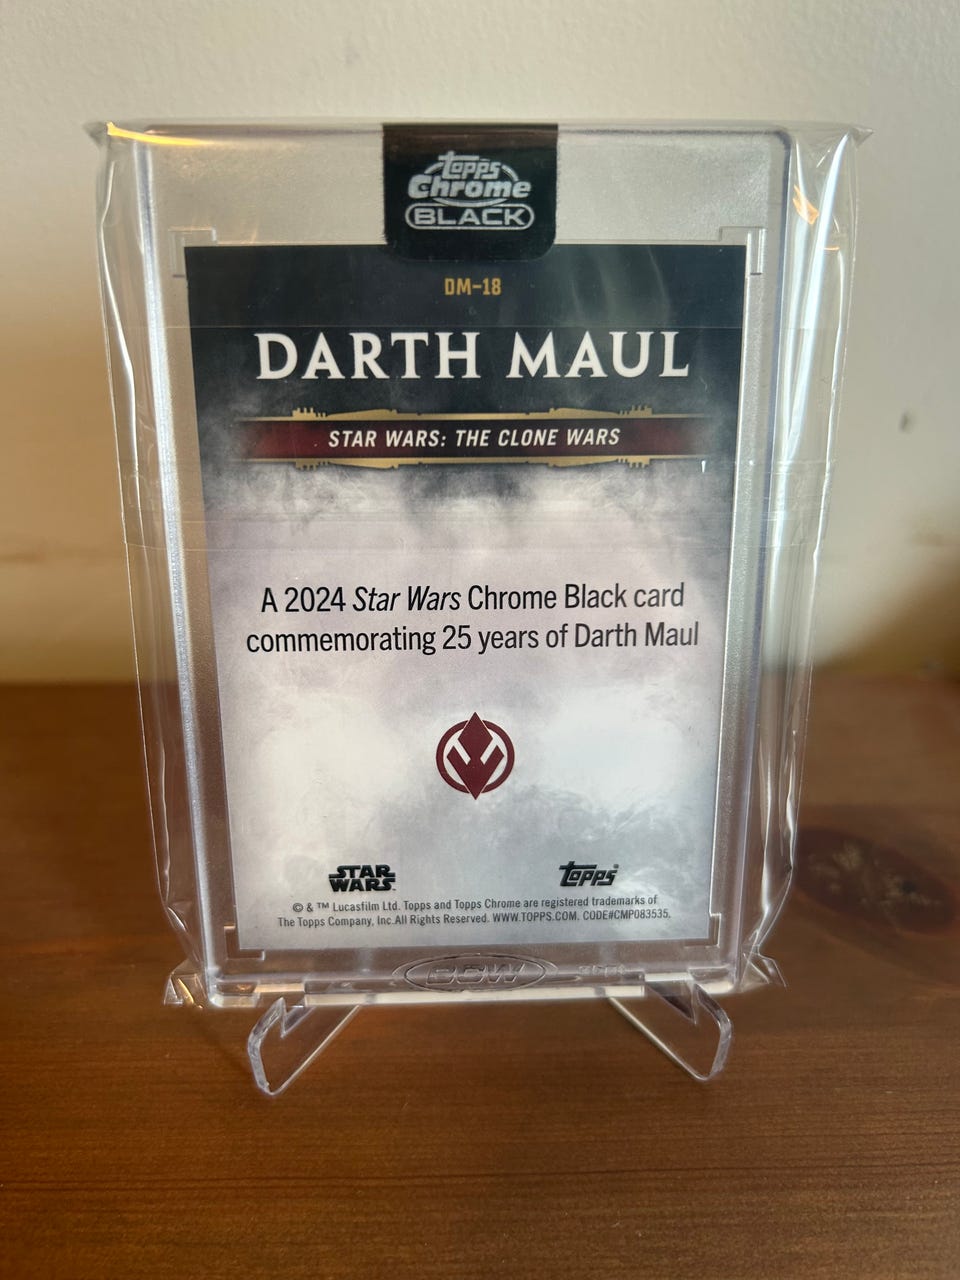 Topps
Chrome
BLACK
DM-18
DARTH MAUL
STAR WARS: THE CLONE WARS
A 2024 Star Wars Chrome Black card
commemorating 25 years of Darth Maul
STAR
WARS
Topps
© & ™ Lucasfilm Ltd. Topps and Topps Chrome are registered trademarks of
The Topps Company, Inc.All Rights Reserved. WWW.TOPPS.COM. CODE#CMP083535.